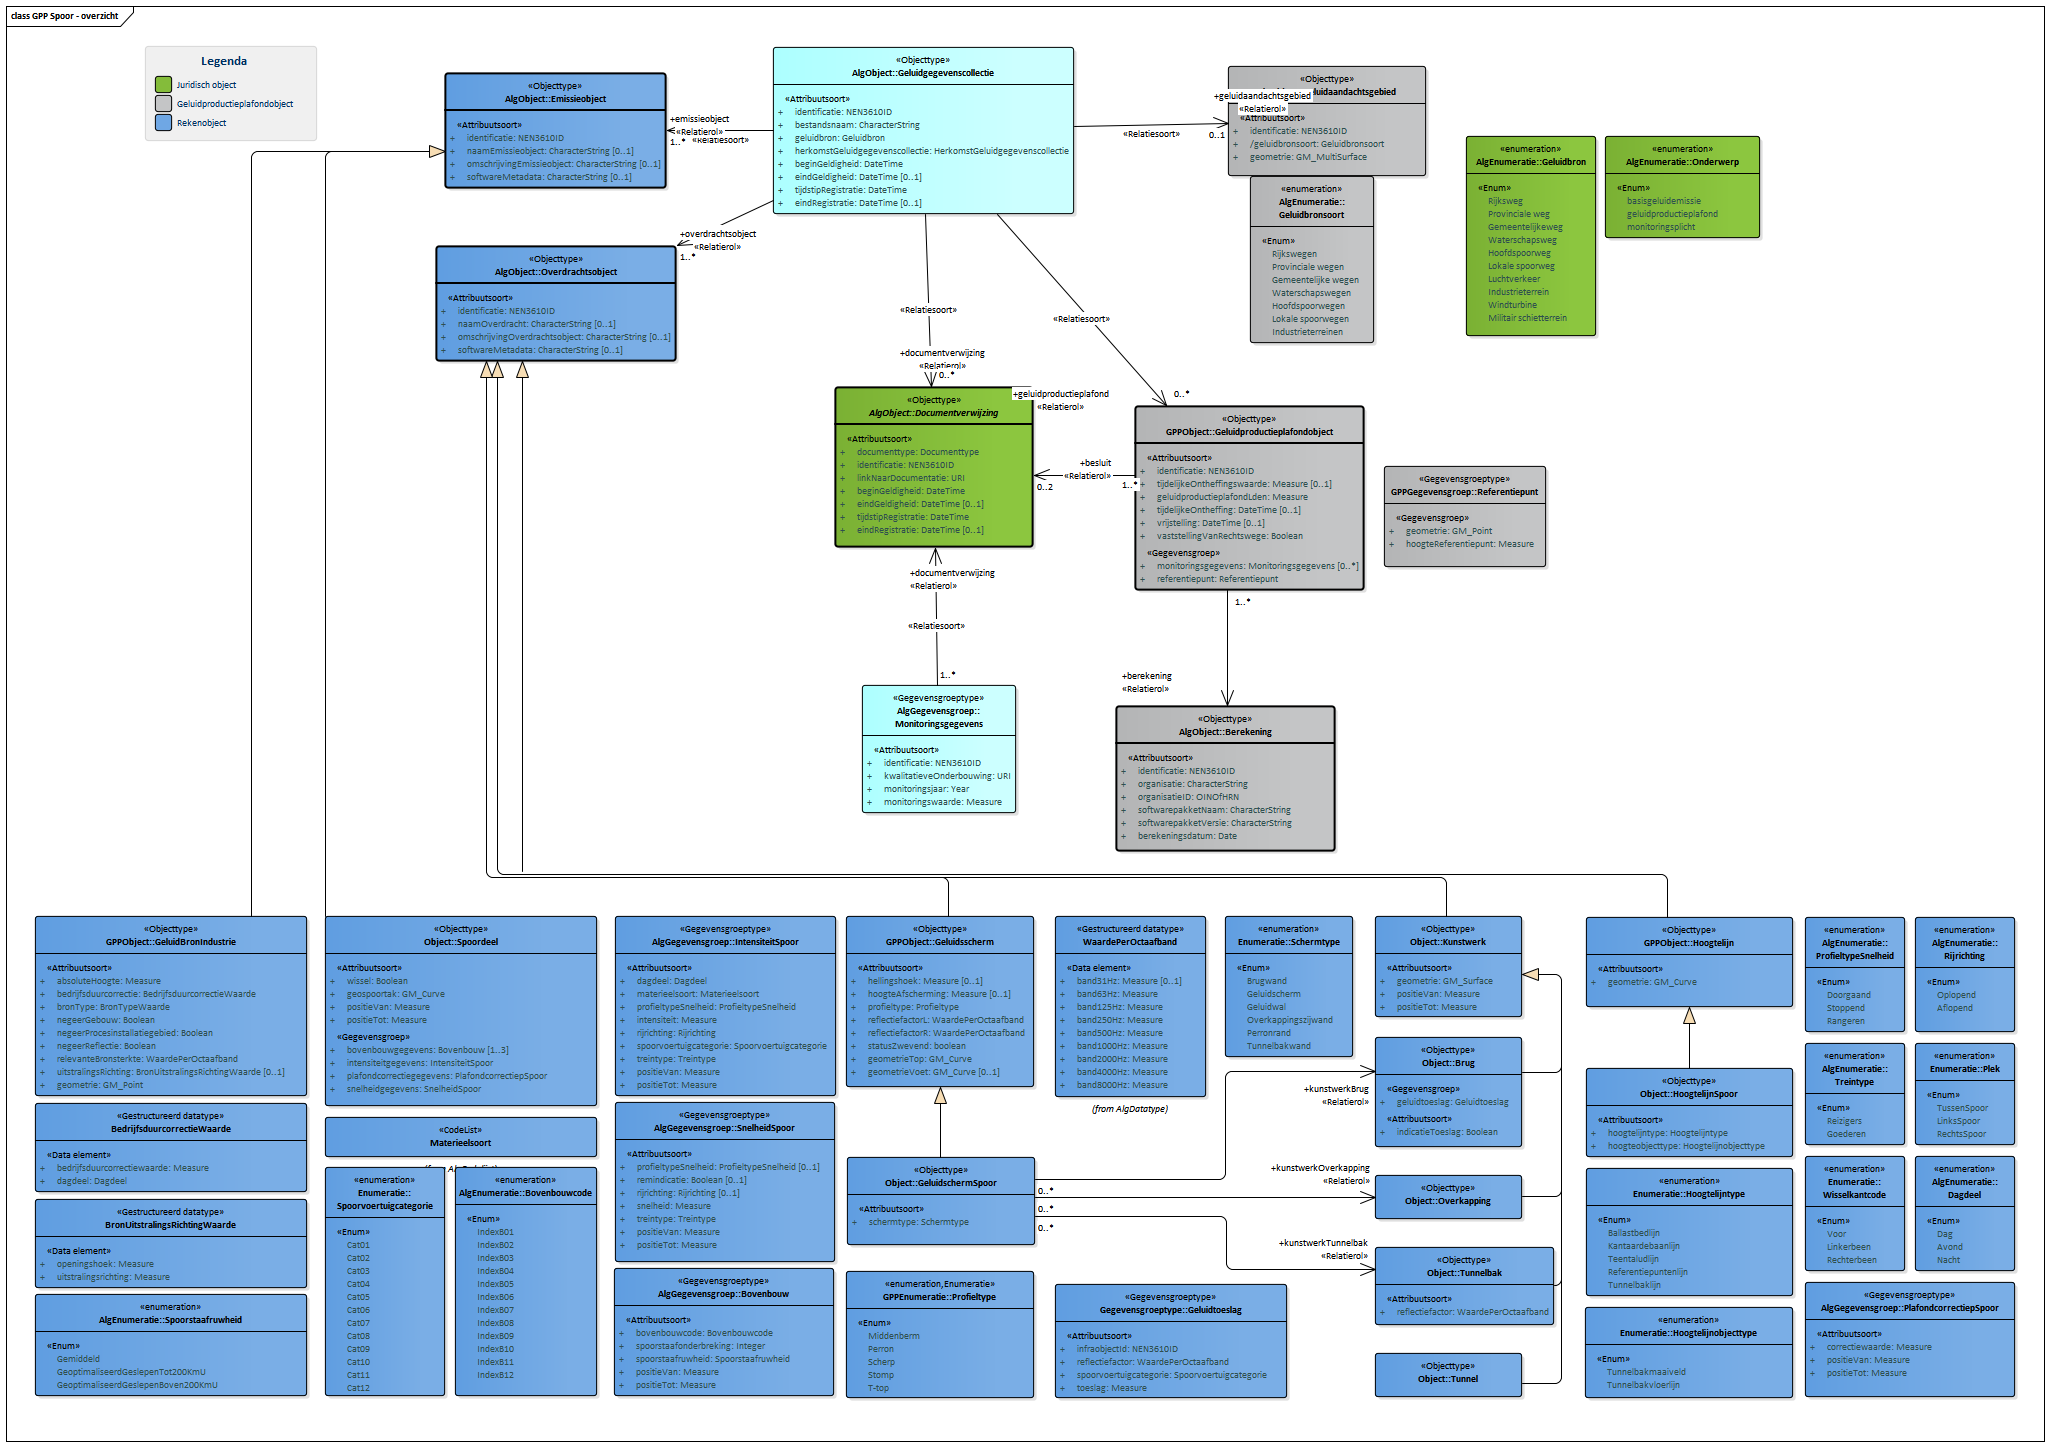 class GPP Spoor - overzicht
Legenda
Juridisch object
Geluidproductieplafondobject
Rekenobject
«Objecttype»
AlgObject::Emissieobject
«Attribuutsoort»
+ identificatie: NEN3610ID
+ naamEmissieobject: CharacterString [0..1]
+ omschrijvingEmissieobject: CharacterString [0..1]
+ softwareMetadata: CharacterString [0..1]
+emissieobject
«Relatierol»
1..*
«Relatiesoort»
«Objecttype»
AlgObject::Geluidgegevenscollectie
«Attribuutsoort»
+ identificatie: NEN3610ID
+ bestandsnaam: CharacterString
+ geluidbron: Geluidbron
+ herkomstGeluidgegevenscollectie: HerkomstGeluidgegevenscollectie
+ beginGeldigheid: DateTime
+ eindGeldigheid: DateTime [0..1]
+ tijdstipRegistratie: DateTime
+ eindRegistratie: DateTime [0..1]
«Relatiesoort»
+geluidaandachtsgebied
«Relatierol»
0..1
«Objecttype»
uidaandachtsgebied
«Attribuutsoort»
+ identificatie: NEN3610ID
+ /geluidbronsoort: Geluidbronsoort
+ geometrie: GM_MultiSurface
«enumeration»
AlgEnumeratie::
Geluidbronsoort
«Enum»
Rijkswegen
Provinciale wegen
Gemeentelijke wegen
Waterschapswegen
Hoofdspoorwegen
Lokale spoorwegen
Industrieterreinen
«enumeration»
AlgEnumeratie::Geluidbron
«Enum»
Rijksweg
Provinciale weg
Gemeentelijkeweg
Waterschapsweg
Hoofdspoorweg
Lokale spoorweg
Luchtverkeer
Industrieterrein
Windturbine
Militair schietterrein
«enumeration»
AlgEnumeratie::Onderwerp
«Enum»
basisgeluidemissie
geluidproductieplafond
monitoringsplicht
+overdrachtsobject
«Relatierol»
1..*
«Objecttype»
AlgObject::Overdrachtsobject
«Attribuutsoort»
+ identificatie: NEN3610ID
+ naamOverdracht: CharacterString [0..1]
+ omschrijvingOverdrachtsobject: CharacterString [0..1]
+ softwareMetadata: CharacterString [0..1]
«Relatiesoort»
+documentverwijzing
«Relatierol»
0..*
«Relatiesoort»
0..*
+geluidproductieplafond
«Relatierol»
«Objecttype»
AlgObject::Documentverwijzing
«Attribuutsoort»
+ documenttype: Documenttype
+ identificatie: NEN3610ID
+ linkNaarDocumentatie: URI
+ beginGeldigheid: DateTime
+ eindGeldigheid: DateTime [0..1]
+ tijdstipRegistratie: DateTime
+ eindRegistratie: DateTime [0..1]
+besluit
«Relatierol»
0..2
1..*
«Objecttype»
GPPObject::Geluidproductieplafondobject
«Attribuutsoort»
+ identificatie: NEN3610ID
+ tijdelijkeOntheffingswaarde: Measure [0..1]
+ geluidproductieplafondLden: Measure
+ tijdelijkeOntheffing: DateTime [0..1]
+ vrijstelling: DateTime [0..1]
+ vaststellingVanRechtswege: Boolean
«Gegevensgroep»
+ monitoringsgegevens: Monitoringsgegevens [0..*]
+ referentiepunt: Referentiepunt
«Gegevensgroeptype»
GPPGegevensgroep::Referentiepunt
«Gegevensgroep»
+ geometrie: GM_Point
+ hoogteReferentiepunt: Measure
+documentverwijzing
«Relatierol»
«Relatiesoort»
1..*
1..*
+berekening
«Relatierol»
«Gegevensgroeptype»
AlgGegevensgroep::
Monitoringsgegevens
«Attribuutsoort»
+ identificatie: NEN3610ID
+ kwalitatieveOnderbouwing: URI
+ monitoringsjaar: Year
+ monitoringswaarde: Measure
«Objecttype»
AlgObject::Berekening
«Attribuutsoort»
+ identificatie: NEN3610ID
+ organisatie: CharacterString
+ organisatieID: OINOfHRN
+ softwarepakketNaam: CharacterString
+ softwarepakketVersie: CharacterString
+ berekeningsdatum: Date
«Objecttype»
GPPObject::GeluidBronIndustrie
«Attribuutsoort»
+ absoluteHoogte: Measure
+ bedrijfsduurcorrectie: BedrijfsduurcorrectieWaarde
+ bronType: BronTypeWaarde
+ negeerGebouw: Boolean
+ negeerProcesinstallatiegebied: Boolean
+ negeerReflectie: Boolean
+ relevanteBronsterkte: WaardePerOctaafband
+ uitstralingsRichting: BronUitstralingsRichtingWaarde [0..1]
+ geometrie: GM_Point
«Gestructureerd datatype»
BedrijfsduurcorrectieWaarde
«Data element»
+ bedrijfsduurcorrectiewaarde: Measure
+ dagdeel: Dagdeel
«Gestructureerd datatype»
BronUitstralingsRichtingWaarde
«Data element»
+ openingshoek: Measure
+ uitstralingsrichting: Measure
«enumeration»
AlgEnumeratie::Spoorstaafruwheid
«Enum»
Gemiddeld
GeoptimaliseerdGeslepenTot200KmU
GeoptimaliseerdGeslepenBoven200KmU
«Objecttype»
Object::Spoordeel
«Attribuutsoort»
+ wissel: Boolean
+ geospoortak: GM_Curve
+ positieVan: Measure
+ positieTot: Measure
«Gegevensgroep»
+ bovenbouwgegevens: Bovenbouw [1..3]
+ intensiteitgegevens: IntensiteitSpoor
+ plafondcorrectiegegevens: PlafondcorrectiepSpoor
+ snelheidgegevens: SnelheidSpoor
«CodeList»
Materieelsoort
«enumeration»
Enumeratie::
Spoorvoertuigcategorie
«Enum»
Cat01
Cat02
Cat03
Cat04
Cat05
Cat06
Cat07
Cat08
Cat09
Cat10
Cat11
Cat12
«enumeration»
AlgEnumeratie::Bovenbouwcode
«Enum»
IndexB01
IndexB02
IndexB03
IndexB04
IndexB05
IndexB06
IndexB07
IndexB08
IndexB09
IndexB10
IndexB11
IndexB12
«Gegevensgroeptype»
AlgGegevensgroep::IntensiteitSpoor
«Attribuutsoort»
+ dagdeel: Dagdeel
+ materieelsoort: Materieelsoort
+ profieltypeSnelheid: ProfieltypeSnelheid
+ intensiteit: Measure
+ rijrichting: Rijrichting
+ spoorvoertuigcategorie: Spoorvoertuigcategorie
+ treintype: Treintype
+ positieVan: Measure
+ positieTot: Measure
«Gegevensgroeptype»
AlgGegevensgroep::SnelheidSpoor
«Attribuutsoort»
+ profieltypeSnelheid: ProfieltypeSnelheid [0..1]
+ remindicatie: Boolean [0..1]
+ rijrichting: Rijrichting [0..1]
+ snelheid: Measure
+ treintype: Treintype
+ positieVan: Measure
+ positieTot: Measure
«Gegevensgroeptype»
AlgGegevensgroep::Bovenbouw
«Attribuutsoort»
+ bovenbouwcode: Bovenbouwcode
+ spoorstaafonderbreking: Integer
+ spoorstaafruwheid: Spoorstaafruwheid
+ positieVan: Measure
+ positieTot: Measure
«Objecttype»
GPPObject::Geluidsscherm
«Attribuutsoort»
+ hellingshoek: Measure [0..1]
+ hoogteAfscherming: Measure [0..1]
+ profieltype: Profieltype
+ reflectiefactorL: WaardePerOctaafband
+ reflectiefactorR: WaardePerOctaafband
+ statusZwevend: boolean
+ geometrieTop: GM_Curve
+ geometrieVoet: GM_Curve [0..1]
«Objecttype»
Object::GeluidschermSpoor
«Attribuutsoort»
+ schermtype: Schermtype
0..*
0..*
0..*
«enumeration,Enumeratie»
GPPEnumeratie::Profieltype
«Enum»
Middenberm
Perron
Scherp
Stomp
T-top
«Gestructureerd datatype»
WaardePerOctaafband
«Data element»
+ band31Hz: Measure [0..1]
+ band63Hz: Measure
+ band125Hz: Measure
+ band250Hz: Measure
+ band500Hz: Measure
+ band1000Hz: Measure
+ band2000Hz: Measure
+ band4000Hz: Measure
+ band8000Hz: Measure
(from AlgDatatype)
«enumeration»
Enumeratie::Schermtype
«Enum»
Brugwand
Geluidscherm
Geluidwal
Overkappingszijwand
Perronrand
Tunnelbakwand
+kunstwerkBrug
«Relatierol»
+kunstwerkOverkapping
«Relatierol»
+kunstwerkTunnelbak
«Relatierol»
«Gegevensgroeptype»
Gegevensgroeptype::Geluidtoeslag
«Attribuutsoort»
+ infraobjectId: NEN3610ID
+ reflectiefactor: WaardePerOctaafband
+ spoorvoertuigcategorie: Spoorvoertuigcategorie
+ toeslag: Measure
«Objecttype»
Object::Kunstwerk
«Attribuutsoort»
+ geometrie: GM_Surface
+ positieVan: Measure
+ positieTot: Measure
«Objecttype»
Object::Brug
«Gegevensgroep»
+ geluidtoeslag: Geluidtoeslag
«Attribuutsoort»
+ indicatieToeslag: Boolean
«Objecttype»
Object::Overkapping
«Objecttype»
Object::Tunnelbak
«Attribuutsoort»
+ reflectiefactor: WaardePerOctaafband
«Objecttype»
Object::Tunnel
«Objecttype»
GPPObject::Hoogtelijn
«Attribuutsoort»
+ geometrie: GM_Curve
«Objecttype»
Object::HoogtelijnSpoor
«Attribuutsoort»
+ hoogtelijntype: Hoogtelijntype
+ hoogteobjecttype: Hoogtelijnobjecttype
«enumeration»
Enumeratie::Hoogtelijntype
«Enum»
Ballastbedlijn
Kantaardebaanlijn
Teentaludlijn
Referentiepuntenlijn
Tunnelbaklijn
«enumeration»
Enumeratie::Hoogtelijnobjecttype
«Enum»
Tunnelbakmaaiveld
Tunnelbakvloerlijn
«enumeration»
AlgEnumeratie::
ProfieltypeSnelheid
«Enum»
Doorgaand
Stoppend
Rangeren
«enumeration»
AlgEnumeratie::
Rijrichting
«Enum»
Oplopend
Aflopend
«enumeration»
AlgEnumeratie::
Treintype
«Enum»
Reizigers
Goederen
«enumeration»
Enumeratie::Plek
«Enum»
TussenSpoor
LinksSpoor
RechtsSpoor
«enumeration»
Enumeratie::
Wisselkantcode
«Enum»
Voor
Linkerbeen
Rechterbeen
«enumeration»
AlgEnumeratie::
Dagdeel
«Enum»
Dag
Avond
Nacht
«Gegevensgroeptype»
AlgGegevensgroep::PlafondcorrectiepSpoor
«Attribuutsoort»
+ correctiewaarde: Measure
+ positieVan: Measure
+ positieTot: Measure